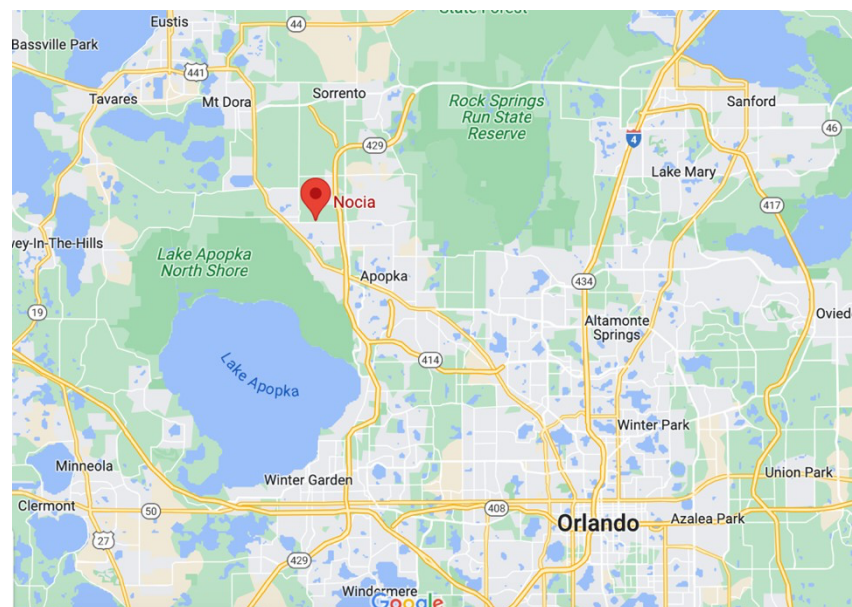 State Forest
Eustis
44
Bassville Park
441
Sorrento
Tavares
Mt Dora
Rock Springs
Run State
Reserve
Sanford
46
4
429
Lake Mary
Nocia
417
vey-In-The-Hills
Lake Apopka
North Shore
Apopka
434
19
Altamonte
Springs
Oviedo
414
Lake Apopka
Winter Park
Minneola
Winter Garden
Union Park
Clermont
50
408
Orlando
Azalea Park
27
429
Windermere
Google